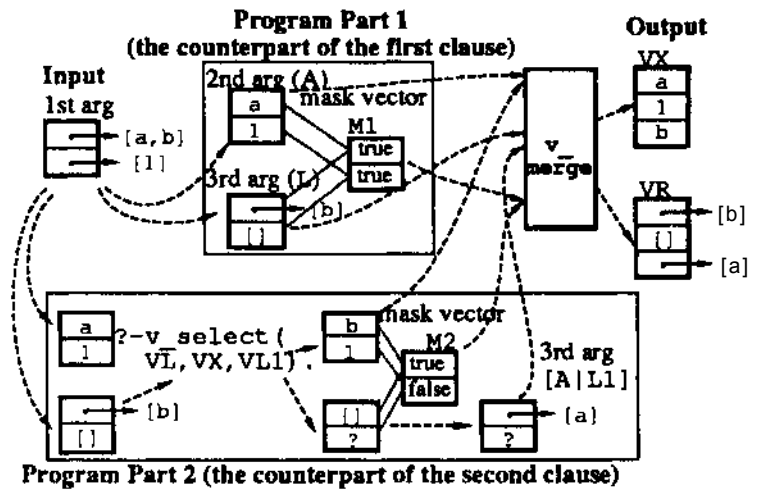 Program Part 1
(the counterpart of the first clause)
Output
Input
1st arg
[a,b]
[1]
2nd arg (A)
a
1
mask vector
M1
true
true
3rd arg (L)
[b]
[]
v_
merge
VX
a
1
b
VR
[b]
[]
[a]
a
1
?-v_select(
VL,VX,VL1).
[b]
[]
b
1
mask vector
M2
true
false
[]
?
3rd arg
[A|L1]
[a]
?
Program Part 2 (the counterpart of the second clause)